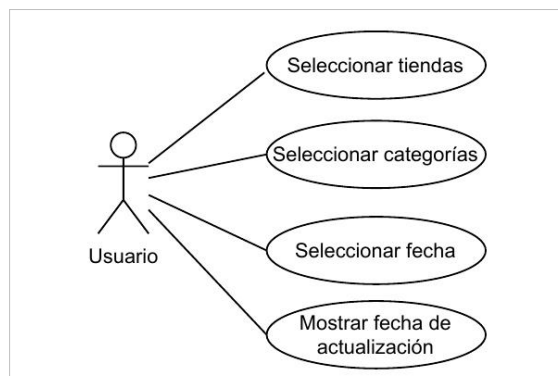 Seleccionar tiendas
Seleccionar categorías
Usuario
Seleccionar fecha
Mostrar fecha de
actualización